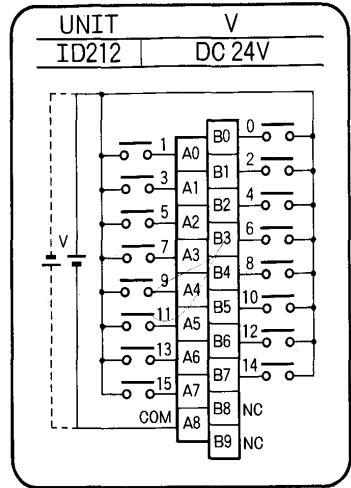 UNIT V
ID212 DC 24V
B0 0
1 A0
B1 2
3 A1
B2 4
5 A2
B3 6
7 A3
V
B4 8
9 A4
B5 10
11 A5
B6 12
13 A6
B7 14
15 A7
B8 NC
COM A8
B9 NC